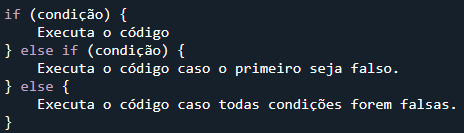 if (condição) {
    Executa o código
} else if (condição) {
    Executa o código caso o primeiro seja falso.
} else {
    Executa o código caso todas condições forem falsas.
}